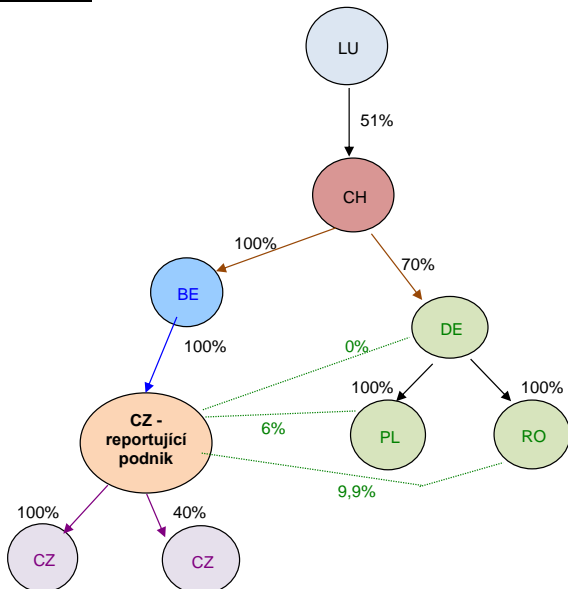 LU
51%
CH
100%
70%
BE
DE
100%
0%
100%
100%
CZ -
reportující
podnik
6%
PL
RO
9,9%
100%
40%
CZ
CZ